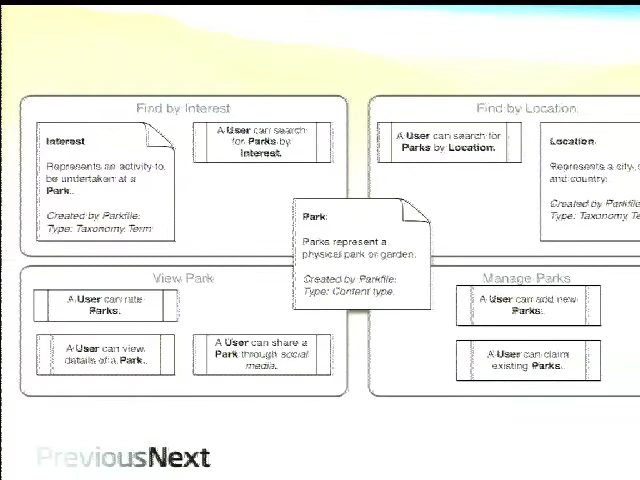 Find by Interest
Interest
Represents an activity to
be undertaken at a
Park.
Created by Parkfile.
Type: Taxonomy Term
A User can search
for Parks by
Interest.
Find by Location
A User can search for
Parks by Location.
Location
Represents a city,
and country.
Created by Parkfile.
Type: Taxonomy Te
Park:
Parks represent a
physical park or garden.
Created by Parkfile:
Type: Content type.
View Park
A User can rate
Parks.
A User can view
details of a Park.
A User can share a
Park through social
media.
Manage Parks
A User can add new
Parks.
A User can claim
existing Parks.
PreviousNext